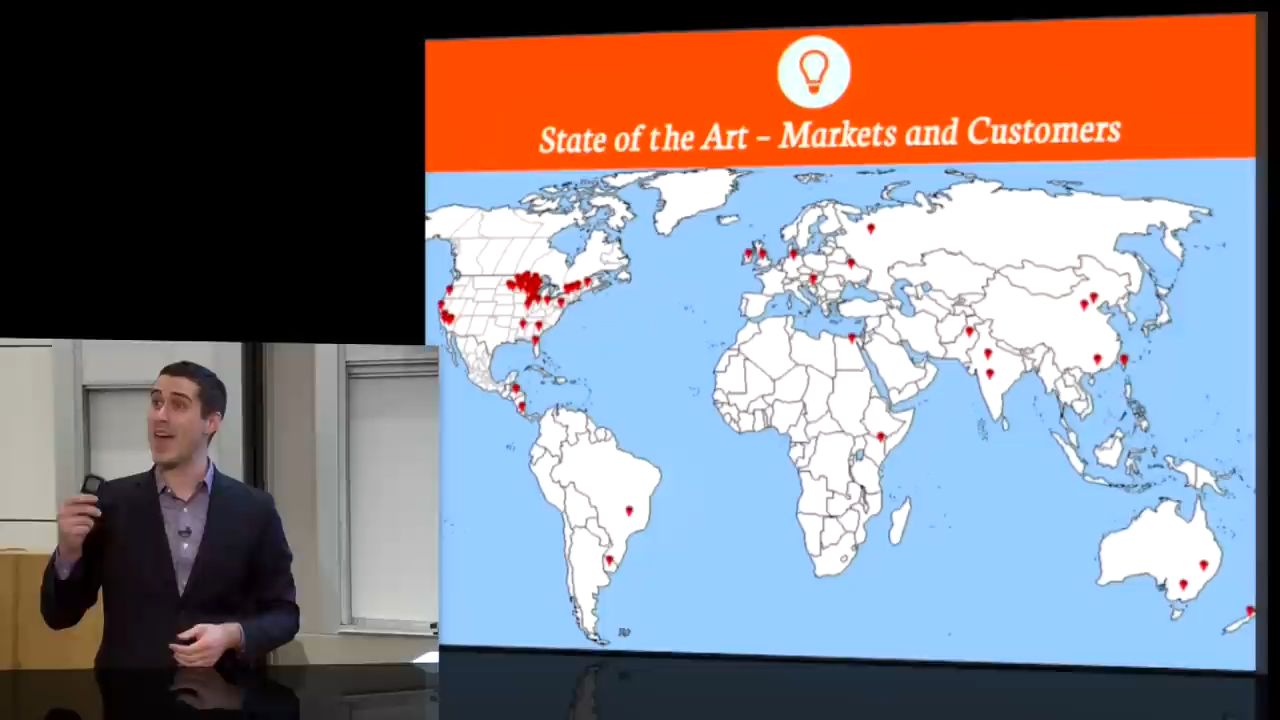 State of the Art – Markets and Customers